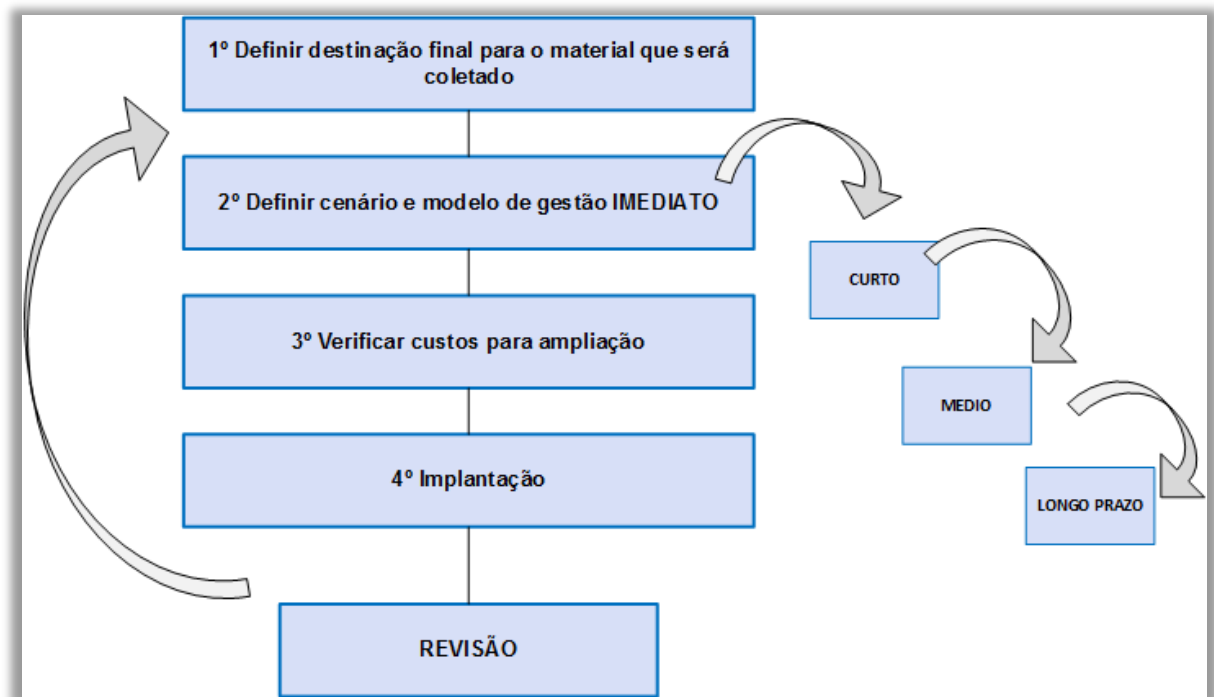 1º Definir destinação final para o material que será
coletado
2º Definir cenário e modelo de gestão IMEDIATO
CURTO
3º Verificar custos para ampliação
MEDIO
4º Implantação
LONGO PRAZO
REVISÃO